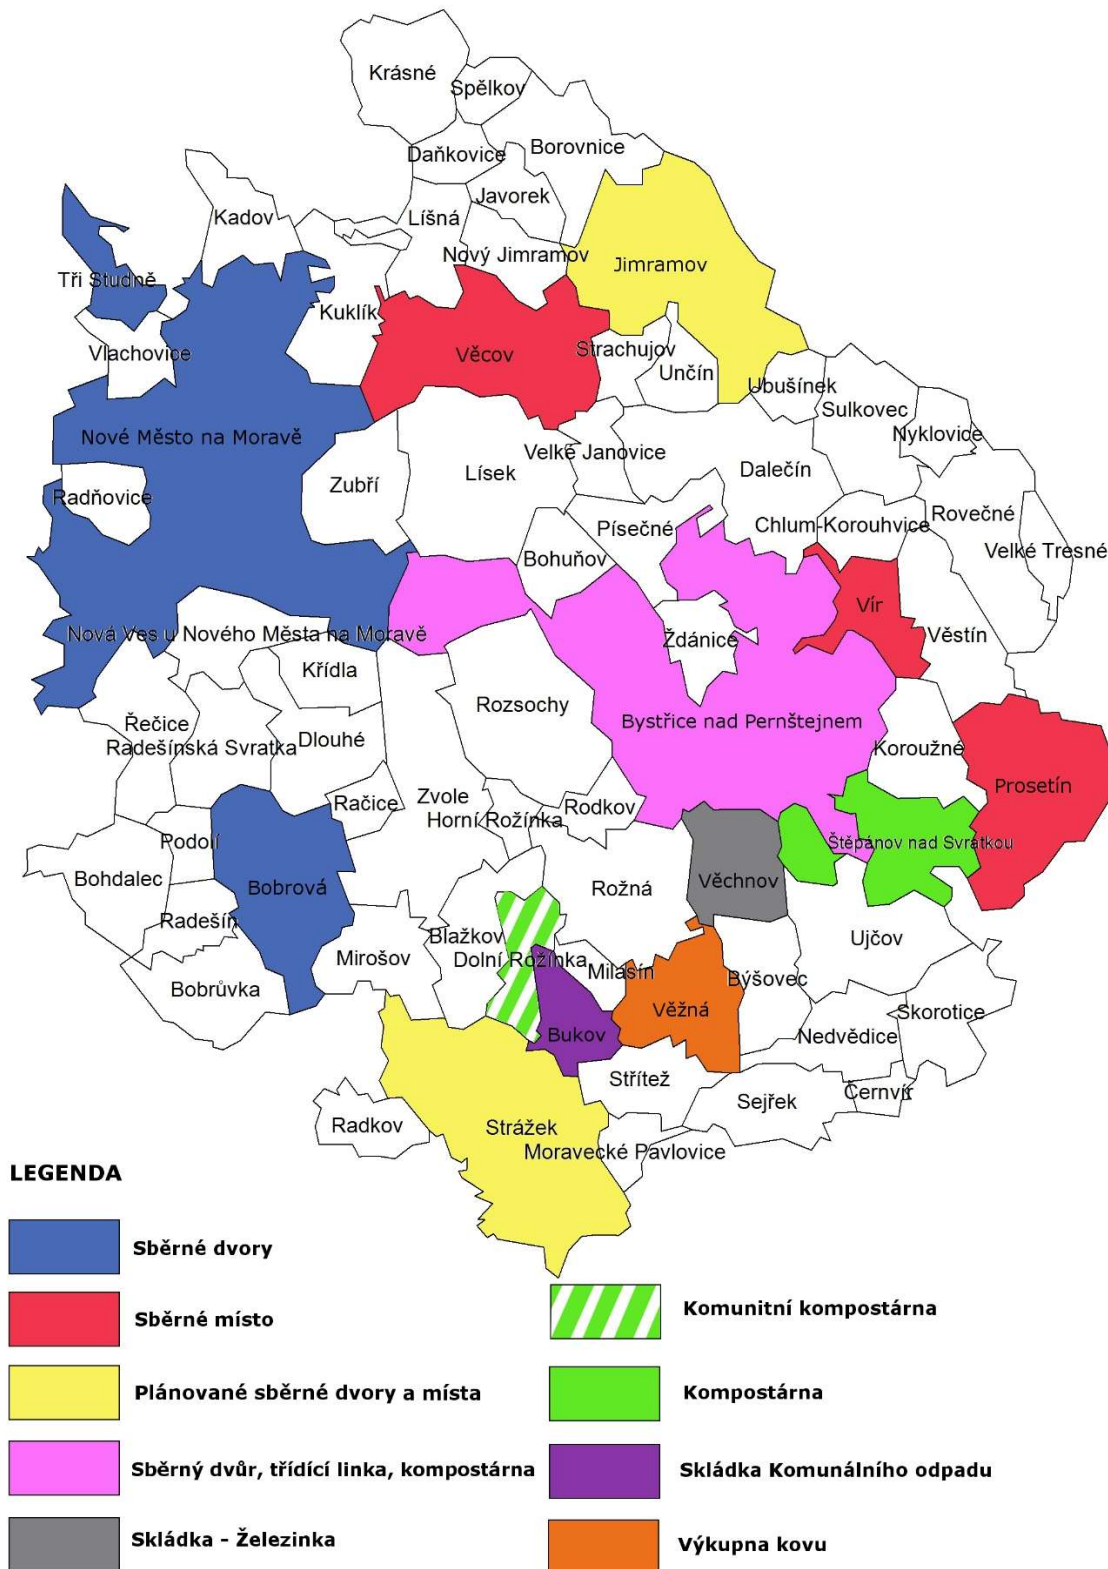 Krásné
Spělkov
Daňkovice
Borovnice
Javorek
Kadov
Líšná
Nový Jimramov
Jimramov
Tři Studně
Kuklík
Vlachovice
Věcov
Strachujov
Unčín
Ubušínek
Sulkovec
Nyklovice
Nové Město na Moravě
Velké Janovice
Zubří
Lísek
Dalečín
Radňovice
Rovečné
Písečné
Chlum-Korouhvice
Velké Tresné
Bohuňov
Vír
Nová Ves u Nového Města na Moravě
Věstín
Ždánice
Křídla
Rozsochy
Bystřice nad Pernštejnem
Řečice
Radešínská Svratka
Dlouhé
Koroužné
Prosetín
Zvole
Račice
Horní Rožínka
Rodkov
Podolí
Štěpánov nad Svratkou
Bohdalec
Bobrová
Rožná
Věchnov
Radešín
Blažkov
Ujčov
Mirošov
Dolní Rožínka
Milasín
Býšovec
Bobrůvka
Věžná
Skorotice
Bukov
Nedvědice
Střítež
Černvír
Sejřek
Radkov
Strážek
Moravecké Pavlovice
LEGENDA
Sběrné dvory
Sběrné místo
Plánované sběrné dvory a místa
Sběrný dvůr, třídící linka, kompostárna
Skládka - Železinka
Komunitní kompostárna
Kompostárna
Skládka Komunálního odpadu
Výkupna kovu